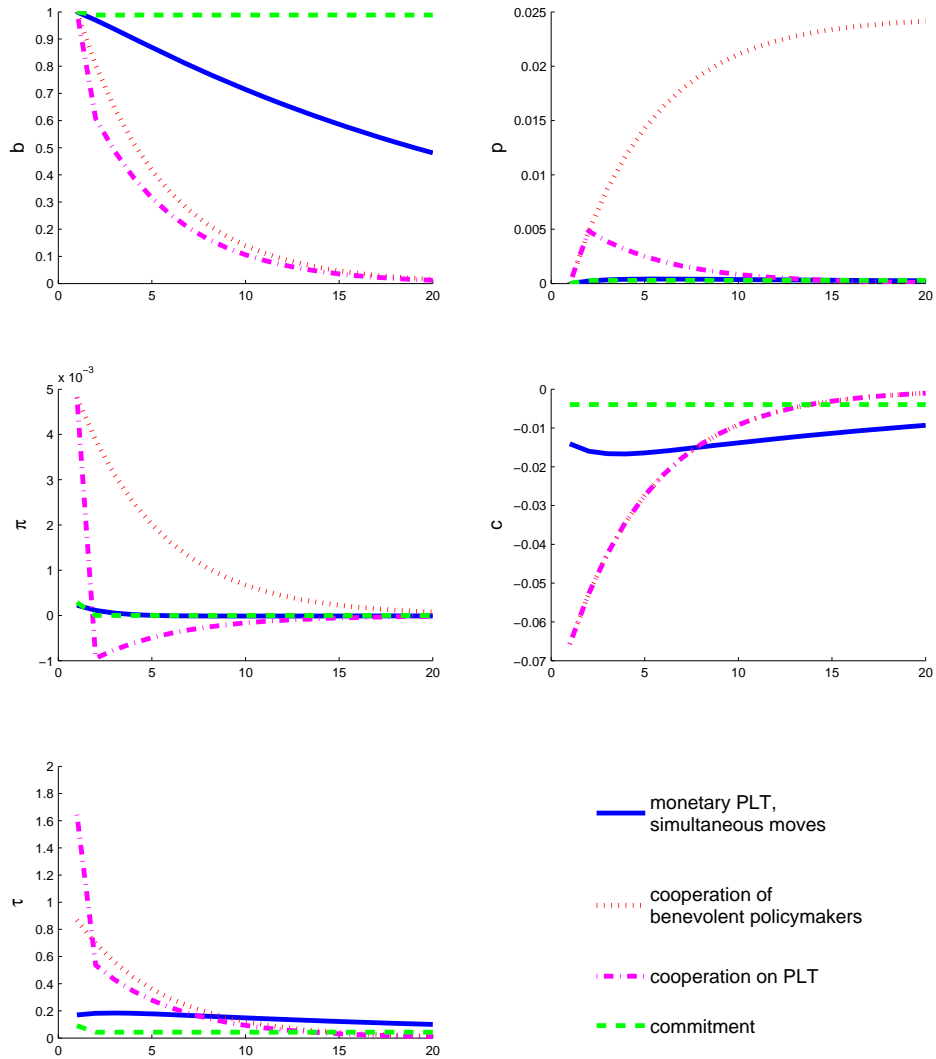 1
0.9
0.8
0.7
0.6
0.5
0.4
0.3
0.2
0.1
0
b
0 5 10 15 20
0.025
0.02
0.015
0.01
0.005
0
p
0 5 10 15 20
x 10^−3
5
4
3
2
1
0
−1
π
0 5 10 15 20
0
−0.01
−0.02
−0.03
−0.04
−0.05
−0.06
−0.07
c
0 5 10 15 20
2
1.8
1.6
1.4
1.2
1
0.8
0.6
0.4
0.2
0
τ
0 5 10 15 20
monetary PLT,
simultaneous moves
cooperation of
benevolent policymakers
cooperation on PLT
commitment